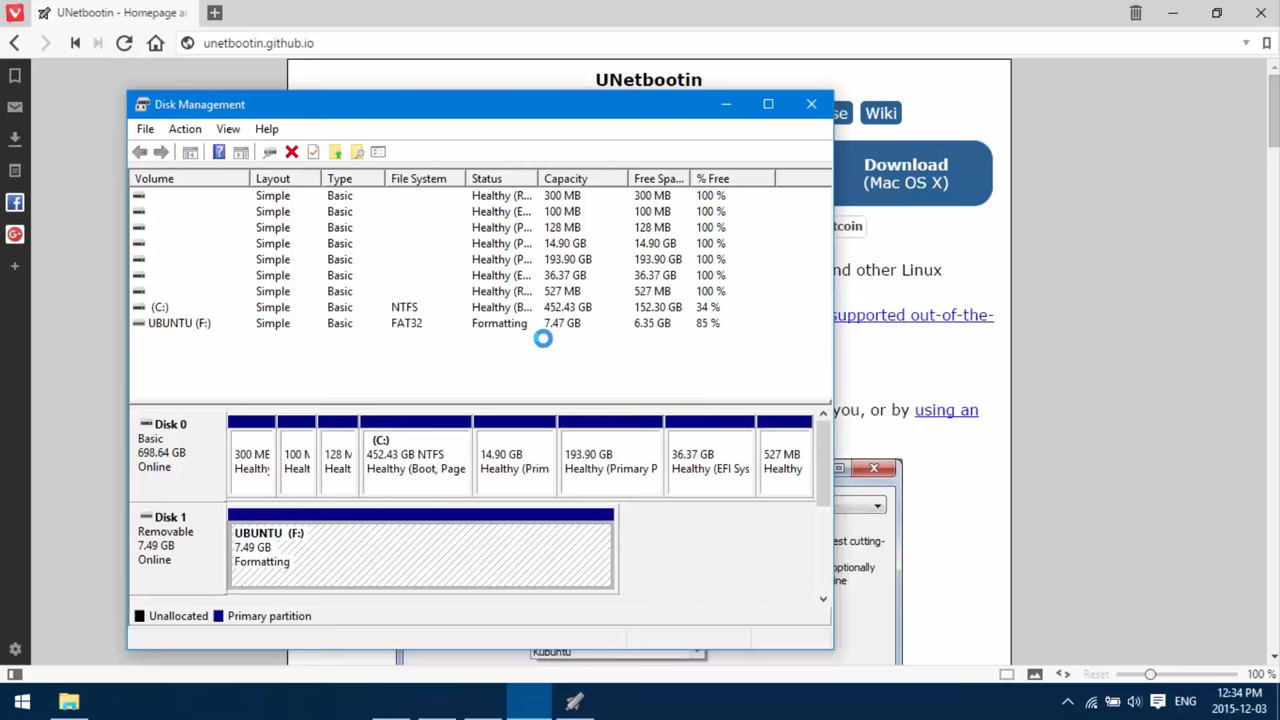 UNetbootin - Homepage a
unetbootin.github.io
UNetbootin
se Wiki
Download
(Mac OS X)
tcoin
nd other Linux
supported out-of-the-
you, or by using an
est cutting-
optionally
ine
Kubuntu
Disk Management
File Action View Help
Volume Layout Type File System Status Capacity Free Spa... % Free
Simple Basic Healthy (R... 300 MB 300 MB 100 %
Simple Basic Healthy (E... 100 MB 100 MB 100 %
Simple Basic Healthy (P... 128 MB 128 MB 100 %
Simple Basic Healthy (P... 14.90 GB 14.90 GB 100 %
Simple Basic Healthy (P... 193.90 GB 193.90 GB 100 %
Simple Basic Healthy (E... 36.37 GB 36.37 GB 100 %
Simple Basic Healthy (R... 527 MB 527 MB 100 %
(C:) Simple Basic NTFS Healthy (B... 452.43 GB 152.30 GB 34 %
UBUNTU (F:) Simple Basic FAT32 Formatting 7.47 GB 6.35 GB 85 %
Disk 0
Basic
698.64 GB
Online
300 ME
Healthy
100 M
Healt
128 M
Healt
(C:)
452.43 GB NTFS
Healthy (Boot, Page
14.90 GB
Healthy (Prim
193.90 GB
Healthy (Primary P
36.37 GB
Healthy (EFI Sys
527 MB
Healthy
Disk 1
Removable
7.49 GB
Online
UBUNTU (F:)
7.49 GB
Formatting
Unallocated Primary partition
Reset 100 %
ENG
12:34 PM
2015-12-03